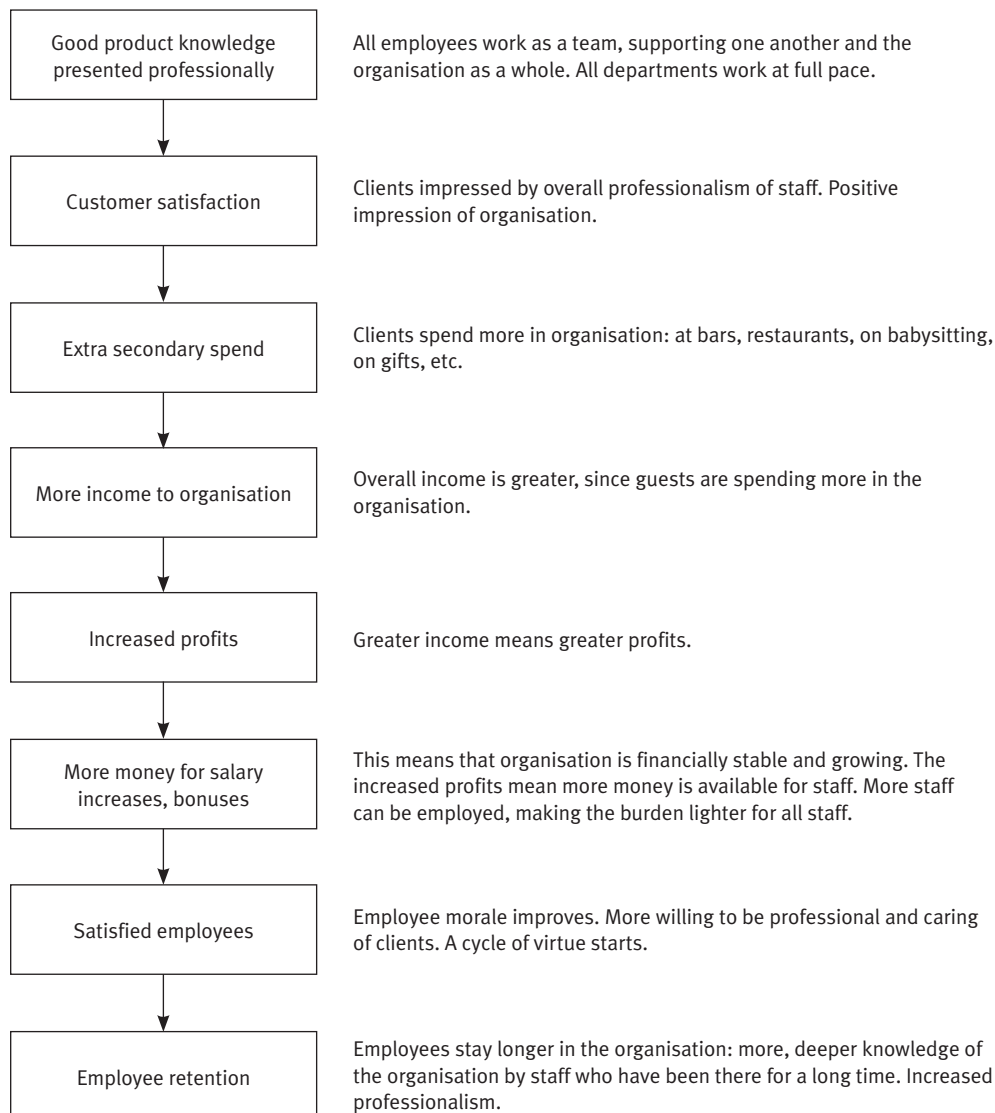 Good product knowledge
presented professionally
All employees work as a team, supporting one another and the
organisation as a whole. All departments work at full pace.
Customer satisfaction
Clients impressed by overall professionalism of staff. Positive
impression of organisation.
Extra secondary spend
Clients spend more in organisation: at bars, restaurants, on babysitting,
on gifts, etc.
More income to organisation
Overall income is greater, since guests are spending more in the
organisation.
Increased profits
Greater income means greater profits.
More money for salary
increases, bonuses
This means that organisation is financially stable and growing. The
increased profits mean more money is available for staff. More staff
can be employed, making the burden lighter for all staff.
Satisfied employees
Employee morale improves. More willing to be professional and caring
of clients. A cycle of virtue starts.
Employee retention
Employees stay longer in the organisation: more, deeper knowledge of
the organisation by staff who have been there for a long time. Increased
professionalism.